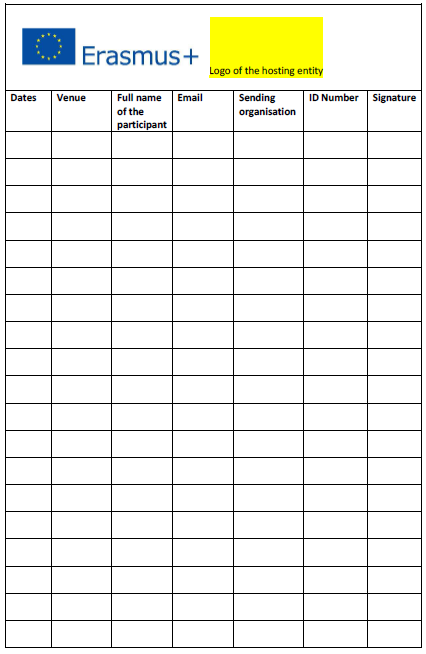 Erasmus+
Logo of the hosting entity
Dates
Venue
Full name
of the
participant
Email
Sending
organisation
ID Number
Signature